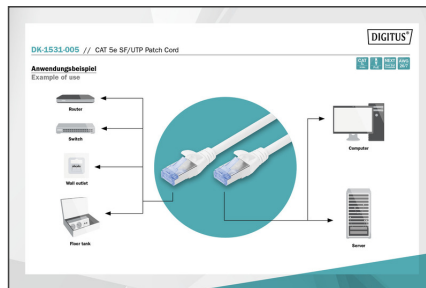 DIGITUS®
DK-1531-005 // CAT 5e SF/UTP Patch Cord
Anwendungsbeispiel
Example of use
Router
Switch
Wall outlet
Floor tank
Computer
Server